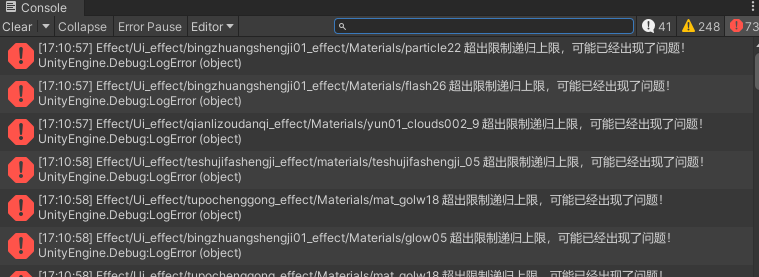 Console
Clear Collapse Error Pause Editor 41 248 73
[17:10:57] Effect/Ui_effect/bingzhuangshengji01_effect/Materials/particle22 超出限制递归上限，可能已经出现了问题！
UnityEngine.Debug:LogError (object)
[17:10:57] Effect/Ui_effect/bingzhuangshengji01_effect/Materials/flash26 超出限制递归上限，可能已经出现了问题！
UnityEngine.Debug:LogError (object)
[17:10:57] Effect/Ui_effect/qianlizoudanqi_effect/Materials/yun01_clouds002_9 超出限制递归上限，可能已经出现了问题！
UnityEngine.Debug:LogError (object)
[17:10:58] Effect/Ui_effect/teshujifashengji_effect/materials/teshujifashengji_05 超出限制递归上限，可能已经出现了问题！
UnityEngine.Debug:LogError (object)
[17:10:58] Effect/Ui_effect/tupochenggong_effect/Materials/mat_golw18 超出限制递归上限，可能已经出现了问题！
UnityEngine.Debug:LogError (object)
[17:10:58] Effect/Ui_effect/bingzhuangshengji01_effect/Materials/glow05 超出限制递归上限，可能已经出现了问题！
UnityEngine.Debug:LogError (object)
[17:10:58] Effect/Ui_effect/tupochenggong_effect/Materials/mat_golw18 超出限制递归上限，可能已经出现了问题！